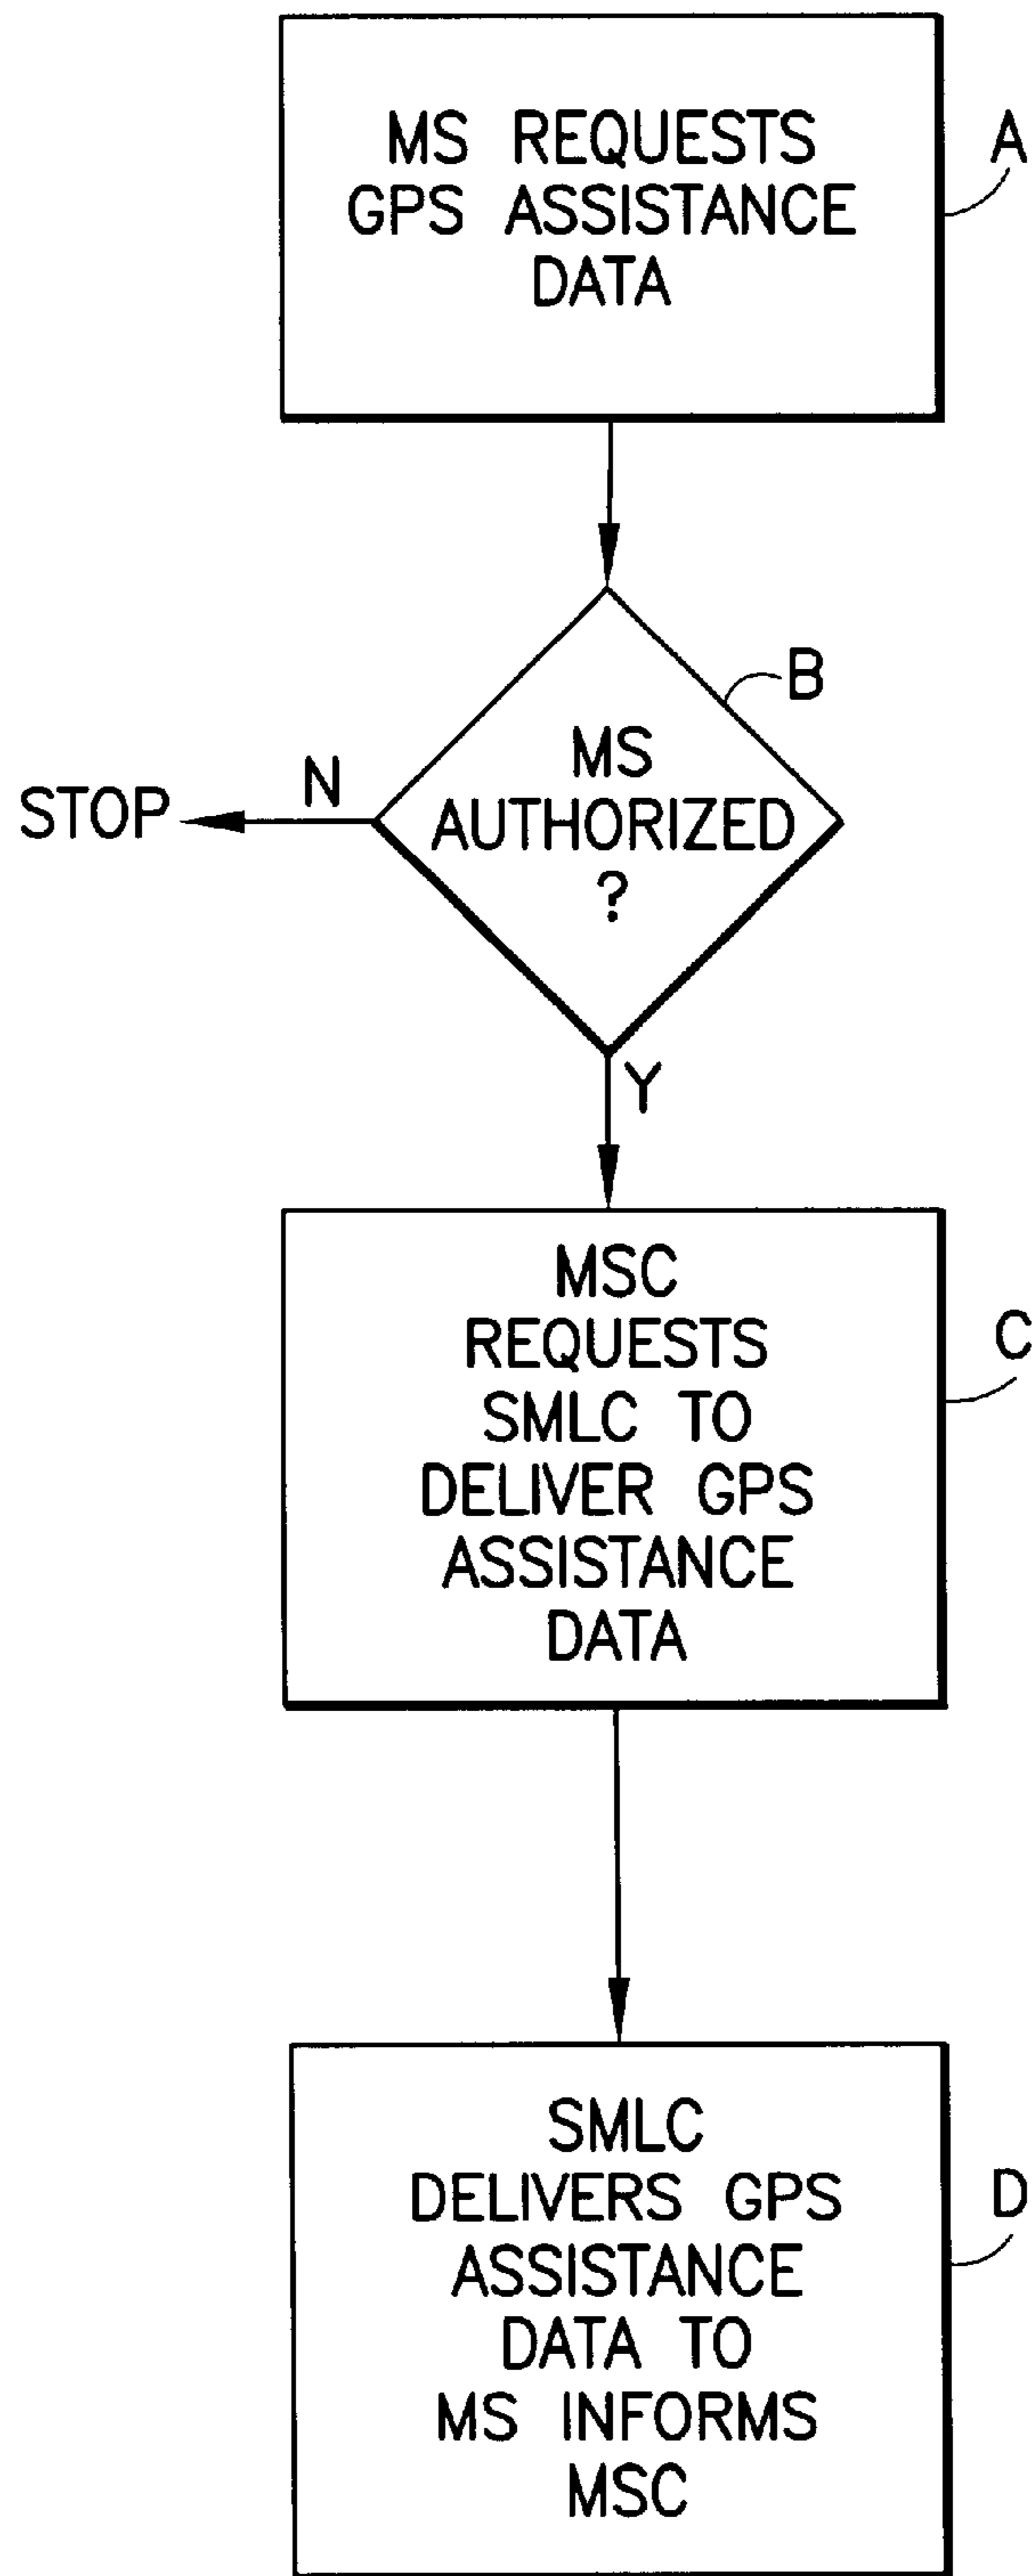 MS REQUESTS
GPS ASSISTANCE
DATA
A
B
MS
AUTHORIZED
?
N
STOP
Y
MSC
REQUESTS
SMLC TO
DELIVER GPS
ASSISTANCE
DATA
C
SMLC
DELIVERS GPS
ASSISTANCE
DATA TO
MS INFORMS
MSC
D